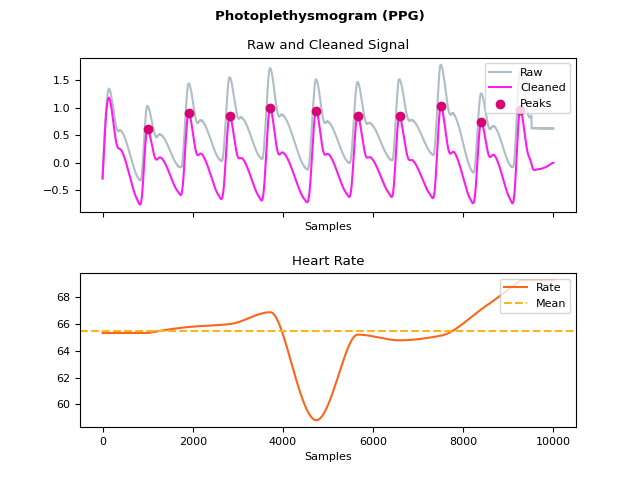 Photoplethysmogram (PPG)
Raw and Cleaned Signal
Raw
Cleaned
Peaks
1.5
1.0
0.5
0.0
−0.5
Samples
Heart Rate
Rate
Mean
68
66
64
62
60
0 2000 4000 6000 8000 10000
Samples